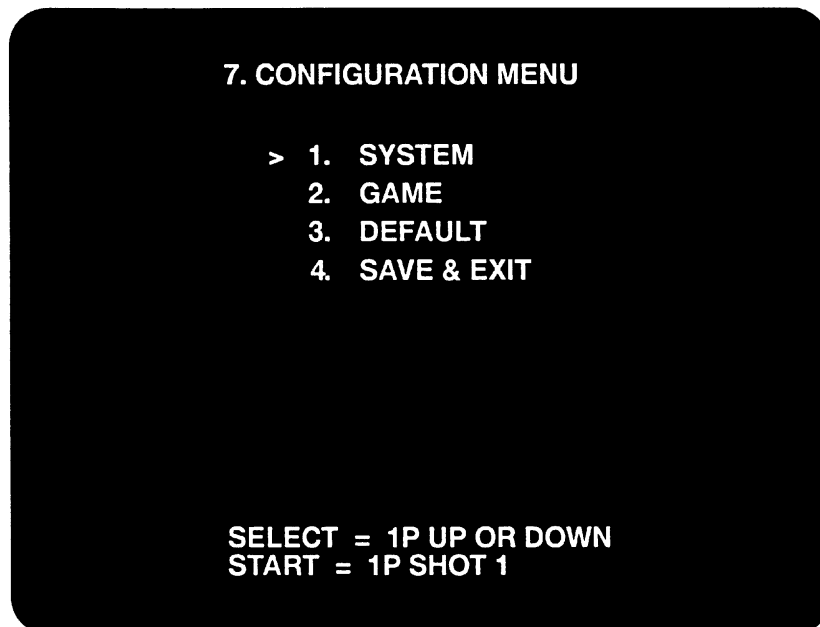 7. CONFIGURATION MENU
> 1. SYSTEM
2. GAME
3. DEFAULT
4. SAVE & EXIT
SELECT = 1P UP OR DOWN
START = 1P SHOT 1